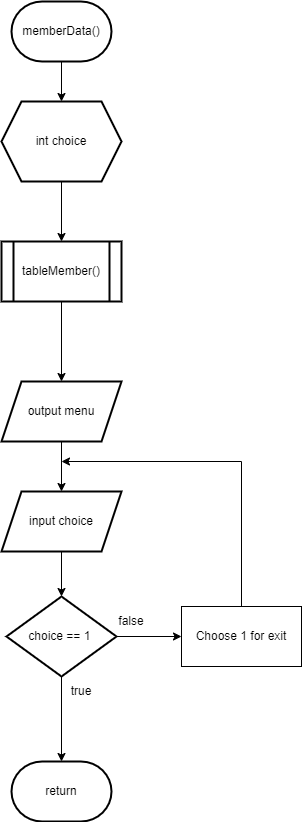 memberData()
int choice
tableMember()
output menu
input choice
choice == 1
false
Choose 1 for exit
true
return